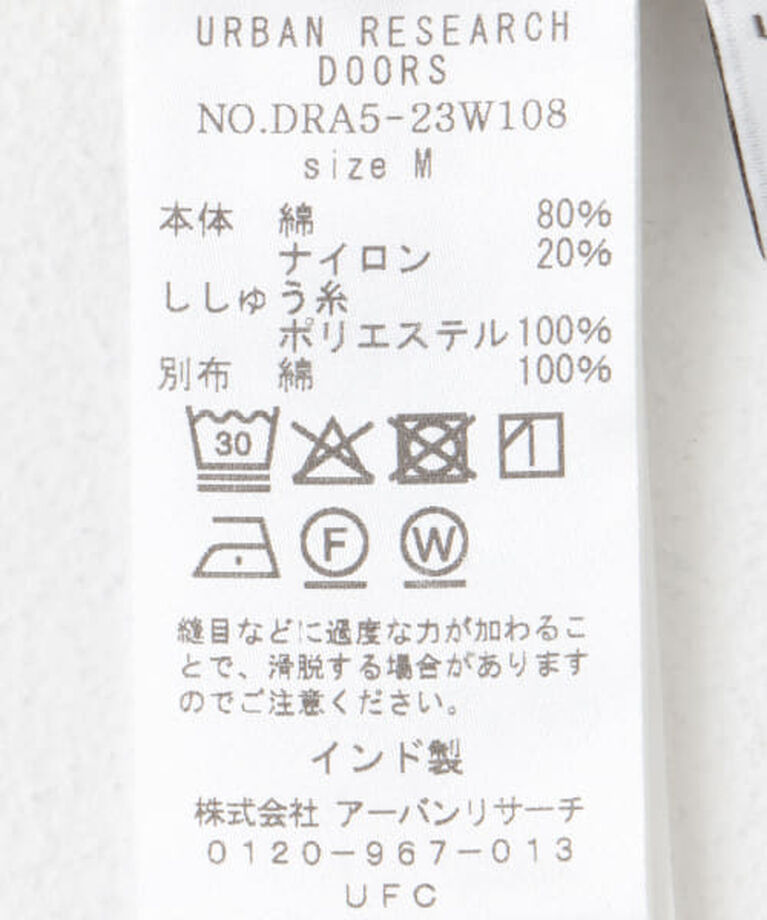 URBAN RESEARCH
DOORS
NO.DRA5-23W108
size M
本体 綿 80%
ナイロン 20%
ししゅう糸
ポリエステル100%
別布 綿 100%
30
F W
縫目などに過度な力が加わるこ
とで、滑脱する場合があります
のでご注意ください。
インド製
株式会社 アーバンリサーチ
0120-967-013
UFC